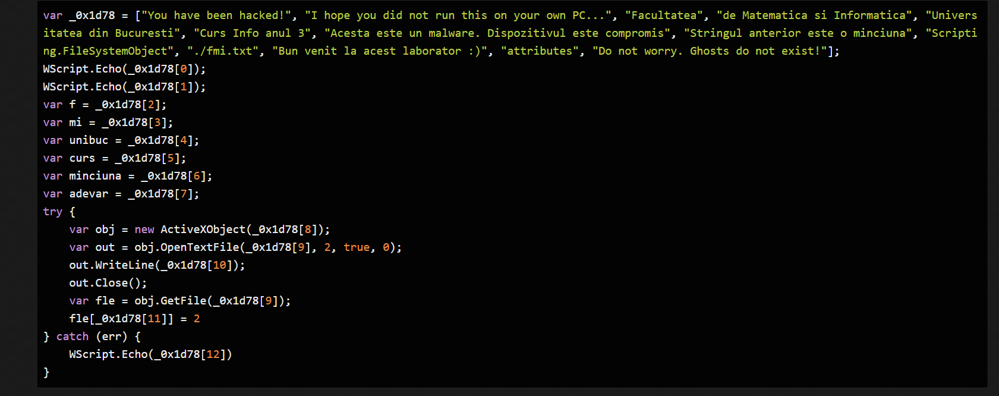 var _0x1d78 = ["You have been hacked!", "I hope you did not run this on your own PC...", "Facultatea", "de Matematica si Informatica", "Univers
itatea din Bucuresti", "Curs Info anul 3", "Acesta este un malware. Dispozitivul este compromis", "Stringul anterior este o minciuna", "Scripti
ng.FileSystemObject", "./fmi.txt", "Bun venit la acest laborator :)", "attributes", "Do not worry. Ghosts do not exist!"];
WScript.Echo(_0x1d78[0]);
WScript.Echo(_0x1d78[1]);
var f = _0x1d78[2];
var mi = _0x1d78[3];
var unibuc = _0x1d78[4];
var curs = _0x1d78[5];
var minciuna = _0x1d78[6];
var adevar = _0x1d78[7];
try {
    var obj = new ActiveXObject(_0x1d78[8]);
    var out = obj.OpenTextFile(_0x1d78[9], 2, true, 0);
    out.WriteLine(_0x1d78[10]);
    out.Close();
    var fle = obj.GetFile(_0x1d78[9]);
    fle[_0x1d78[11]] = 2
} catch (err) {
    WScript.Echo(_0x1d78[12])
}